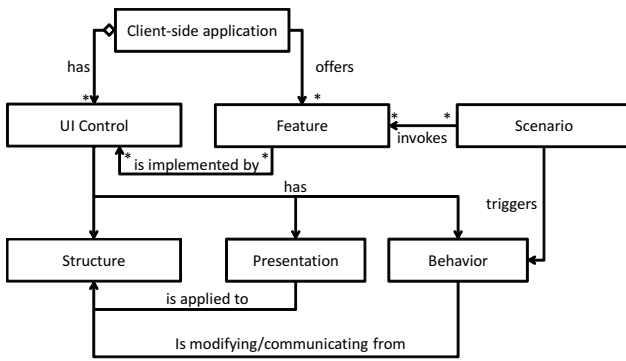 Client-side application
has
offers
*
*
UI Control
Feature
*
*
invokes
Scenario
*
is implemented by
*
has
triggers
Structure
Presentation
Behavior
is applied to
Is modifying/communicating from